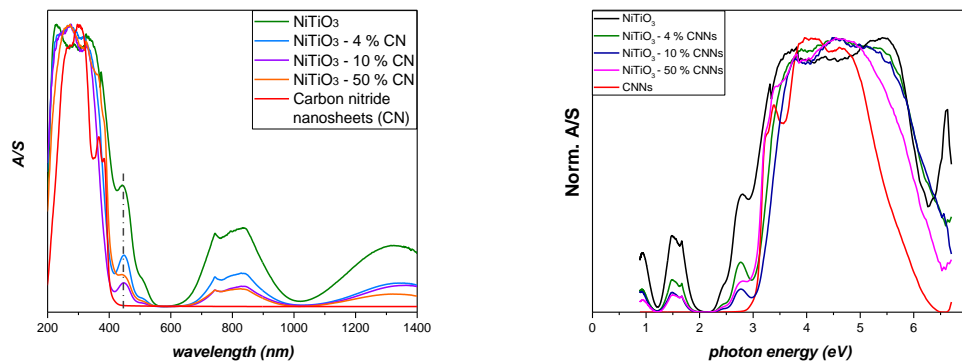 NiTiO3
NiTiO3 - 4 % CN
NiTiO3 - 10 % CN
NiTiO3 - 50 % CN
Carbon nitride
nanosheets (CN)
A/S
200 400 600 800 1000 1200 1400
wavelength (nm)
NiTiO3
NiTiO3 - 4 % CNNs
NiTiO3 - 10 % CNNs
NiTiO3 - 50 % CNNs
CNNs
Norm. A/S
0 1 2 3 4 5 6
photon energy (eV)